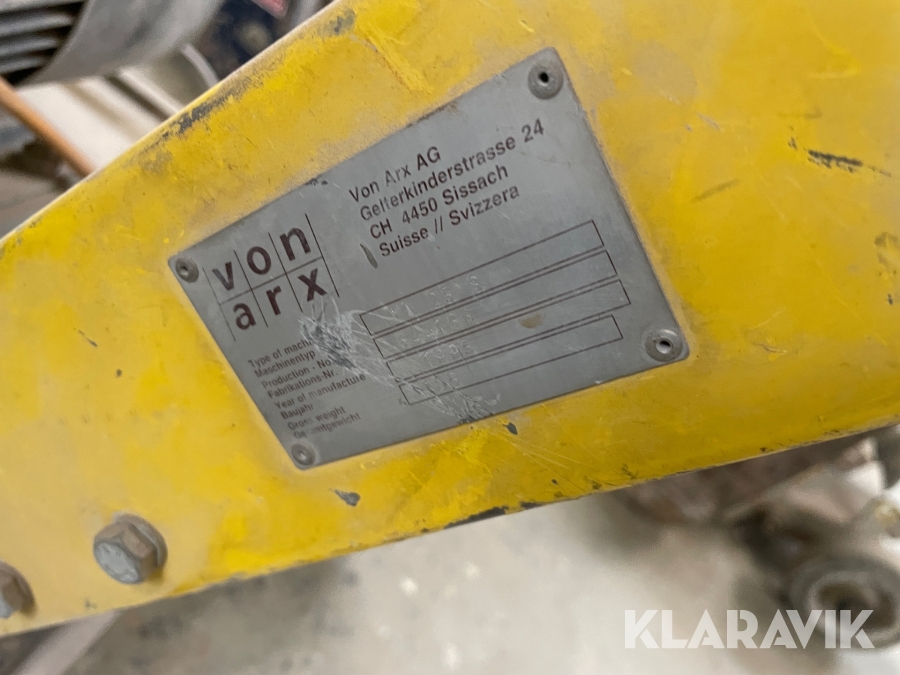 von
arx
Von Arx AG
Gelterkinderstrasse 24
CH 4450 Sissach
Suisse // Svizzera
Type of machine
Maschinentyp
Production - No
Fabrikations-Nr
Year of manufacture
Baujahr
Gross weight
Gesamtgewicht
KLARAVIK